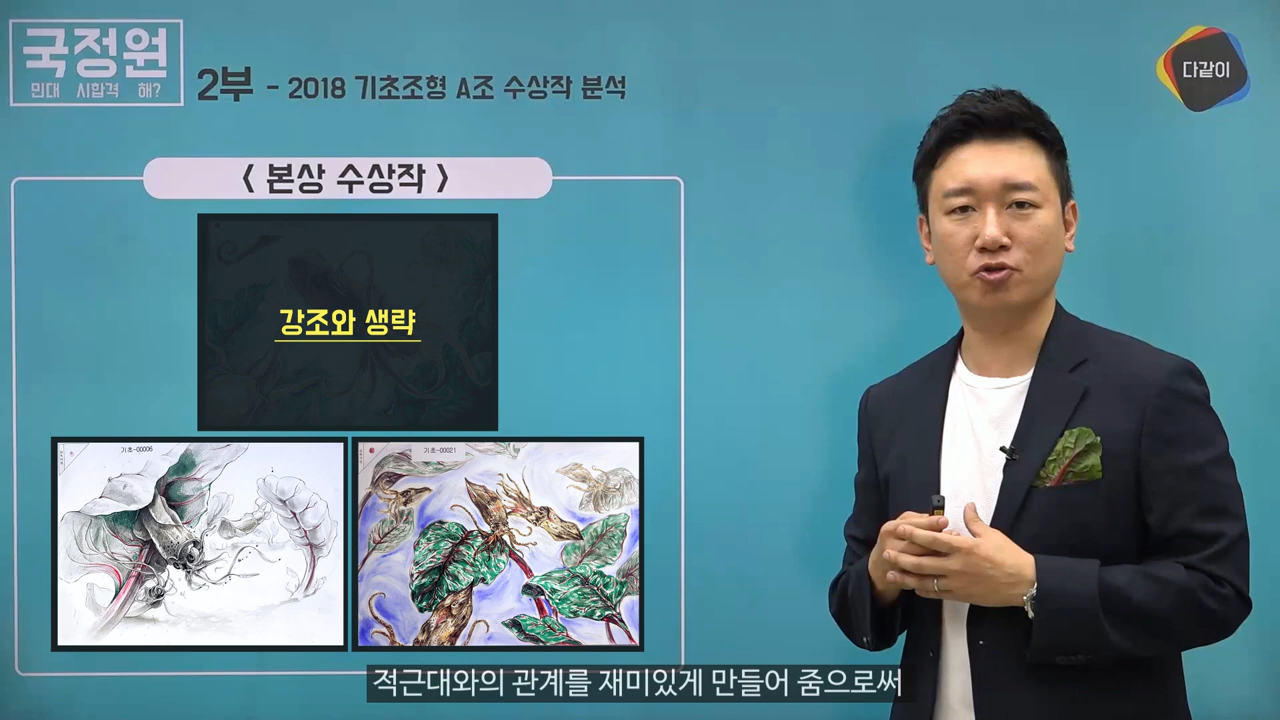 국정원
민대 시합격 해?
2부 - 2018 기초조형 A조 수상작 분석
다같이
< 본상 수상작 >
강조와 생략
기초-00006
기초-00021
적근대와의 관계를 재미있게 만들어 줌으로써